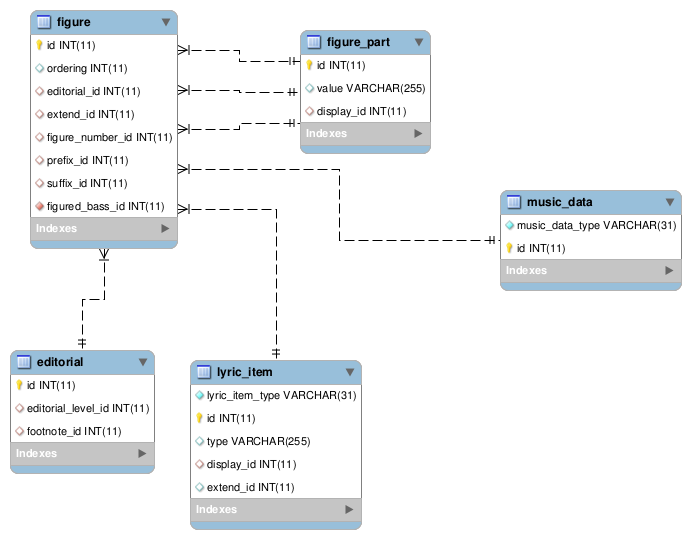 figure
id INT(11)
ordering INT(11)
editorial_id INT(11)
extend_id INT(11)
figure_number_id INT(11)
prefix_id INT(11)
suffix_id INT(11)
figured_bass_id INT(11)
Indexes
figure_part
id INT(11)
value VARCHAR(255)
display_id INT(11)
Indexes
music_data
music_data_type VARCHAR(31)
id INT(11)
Indexes
editorial
id INT(11)
editorial_level_id INT(11)
footnote_id INT(11)
Indexes
lyric_item
lyric_item_type VARCHAR(31)
id INT(11)
type VARCHAR(255)
display_id INT(11)
extend_id INT(11)
Indexes